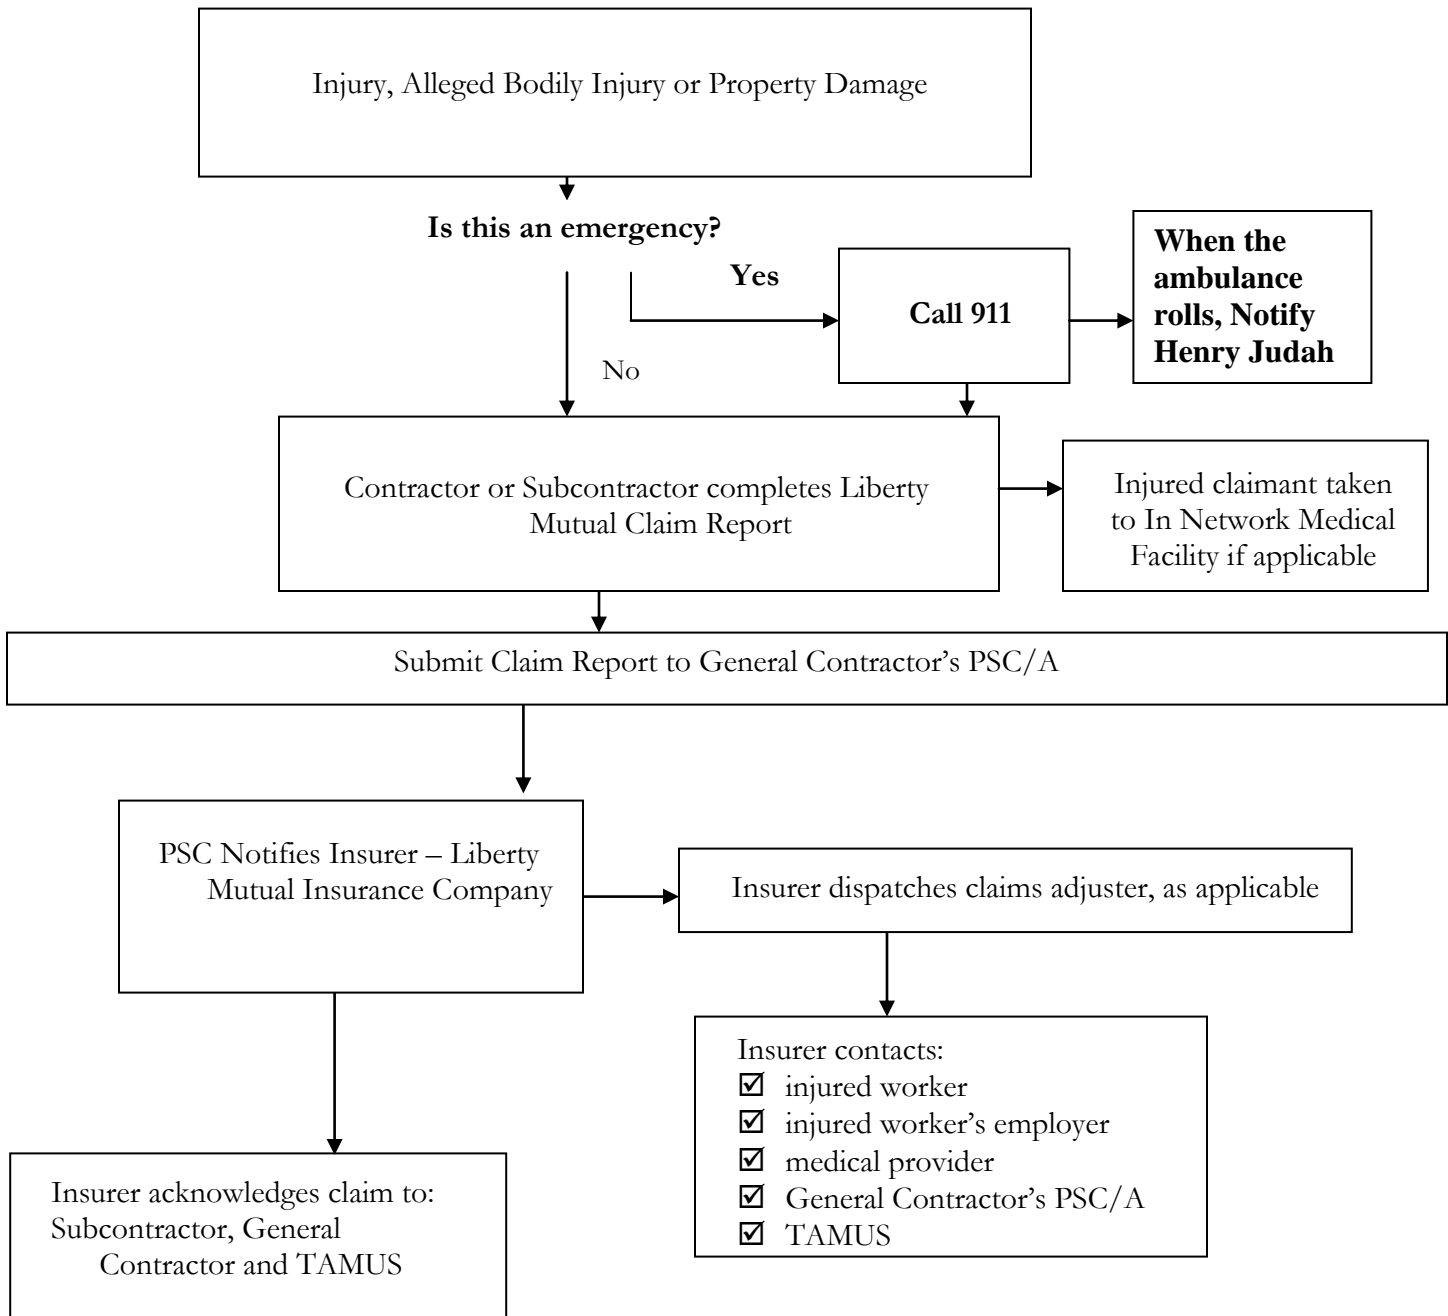 Injury, Alleged Bodily Injury or Property Damage
Is this an emergency?
Yes
Call 911
When the
ambulance
rolls, Notify
Henry Judah
No
Contractor or Subcontractor completes Liberty
Mutual Claim Report
Injured claimant taken
to In Network Medical
Facility if applicable
Submit Claim Report to General Contractor’s PSC/A
PSC Notifies Insurer – Liberty
Mutual Insurance Company
Insurer dispatches claims adjuster, as applicable
Insurer contacts:
☑ injured worker
☑ injured worker’s employer
☑ medical provider
☑ General Contractor’s PSC/A
☑ TAMUS
Insurer acknowledges claim to:
Subcontractor, General
Contractor and TAMUS